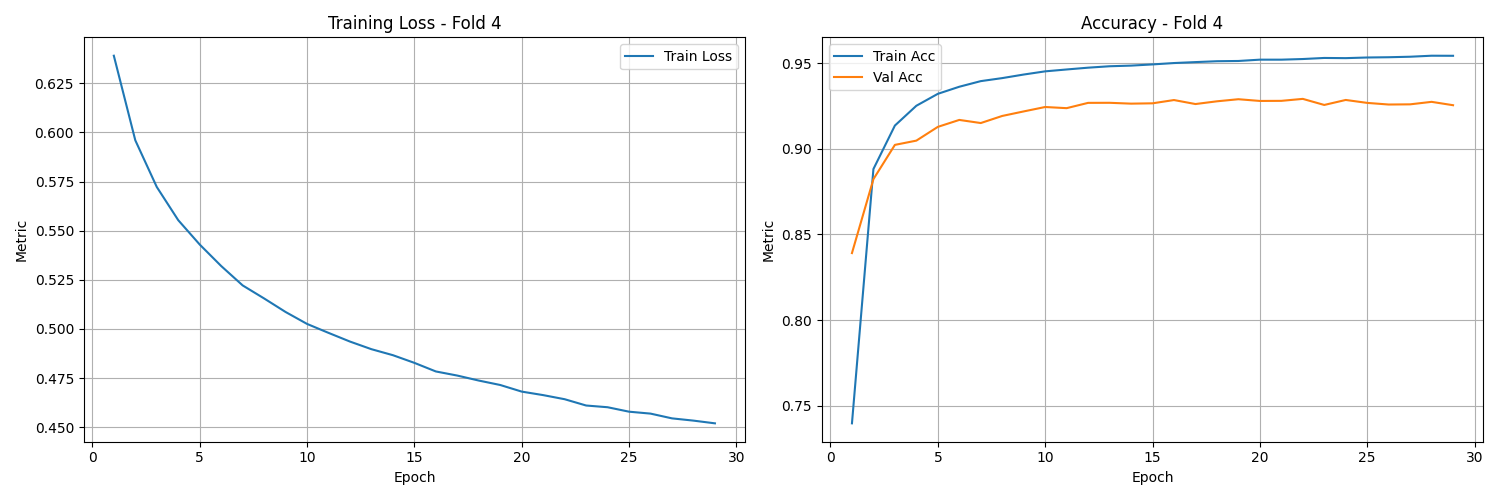 Training Loss - Fold 4
Train Loss
0.625
0.600
0.575
0.550
0.525
0.500
0.475
0.450
Metric
0 5 10 15 20 25 30
Epoch
Accuracy - Fold 4
Train Acc
Val Acc
0.95
0.90
0.85
0.80
0.75
Metric
0 5 10 15 20 25 30
Epoch